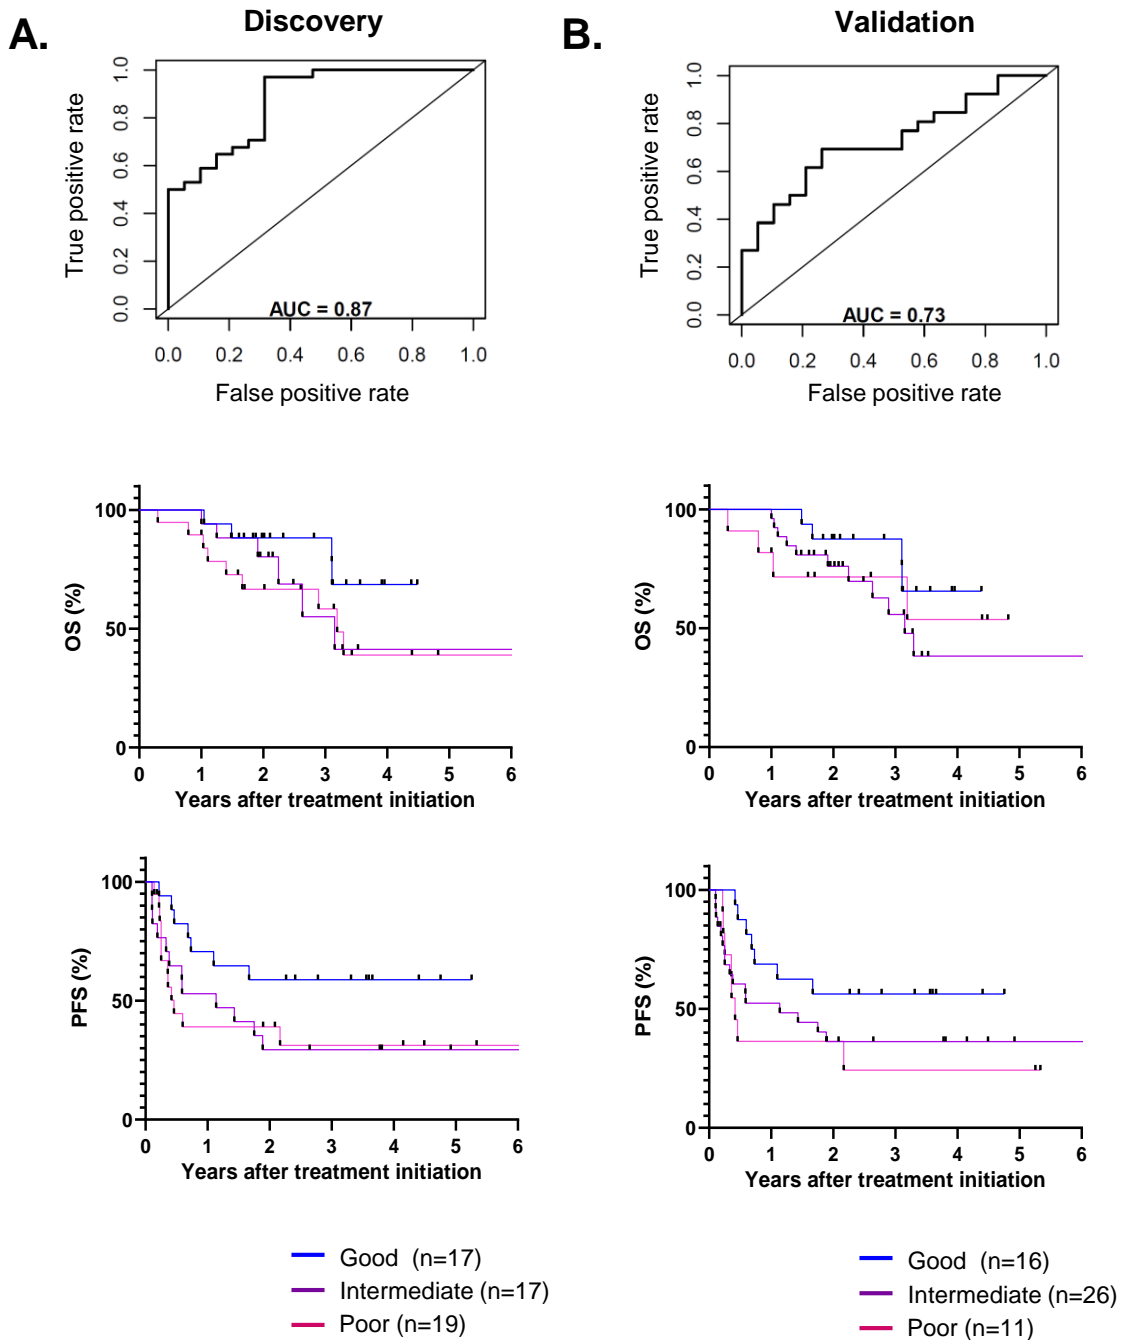 A.
Discovery
1.0
0.8
0.6
0.4
0.2
0.0
True positive rate
AUC = 0.87
0.0 0.2 0.4 0.6 0.8 1.0
False positive rate
100
50
0
OS (%)
0 1 2 3 4 5 6
Years after treatment initiation
100
50
0
PFS (%)
0 1 2 3 4 5 6
Years after treatment initiation
Good (n=17)
Intermediate (n=17)
Poor (n=19)
B.
Validation
1.0
0.8
0.6
0.4
0.2
0.0
True positive rate
AUC = 0.73
0.0 0.2 0.4 0.6 0.8 1.0
False positive rate
100
50
0
OS (%)
0 1 2 3 4 5 6
Years after treatment initiation
100
50
0
PFS (%)
0 1 2 3 4 5 6
Years after treatment initiation
Good (n=16)
Intermediate (n=26)
Poor (n=11)